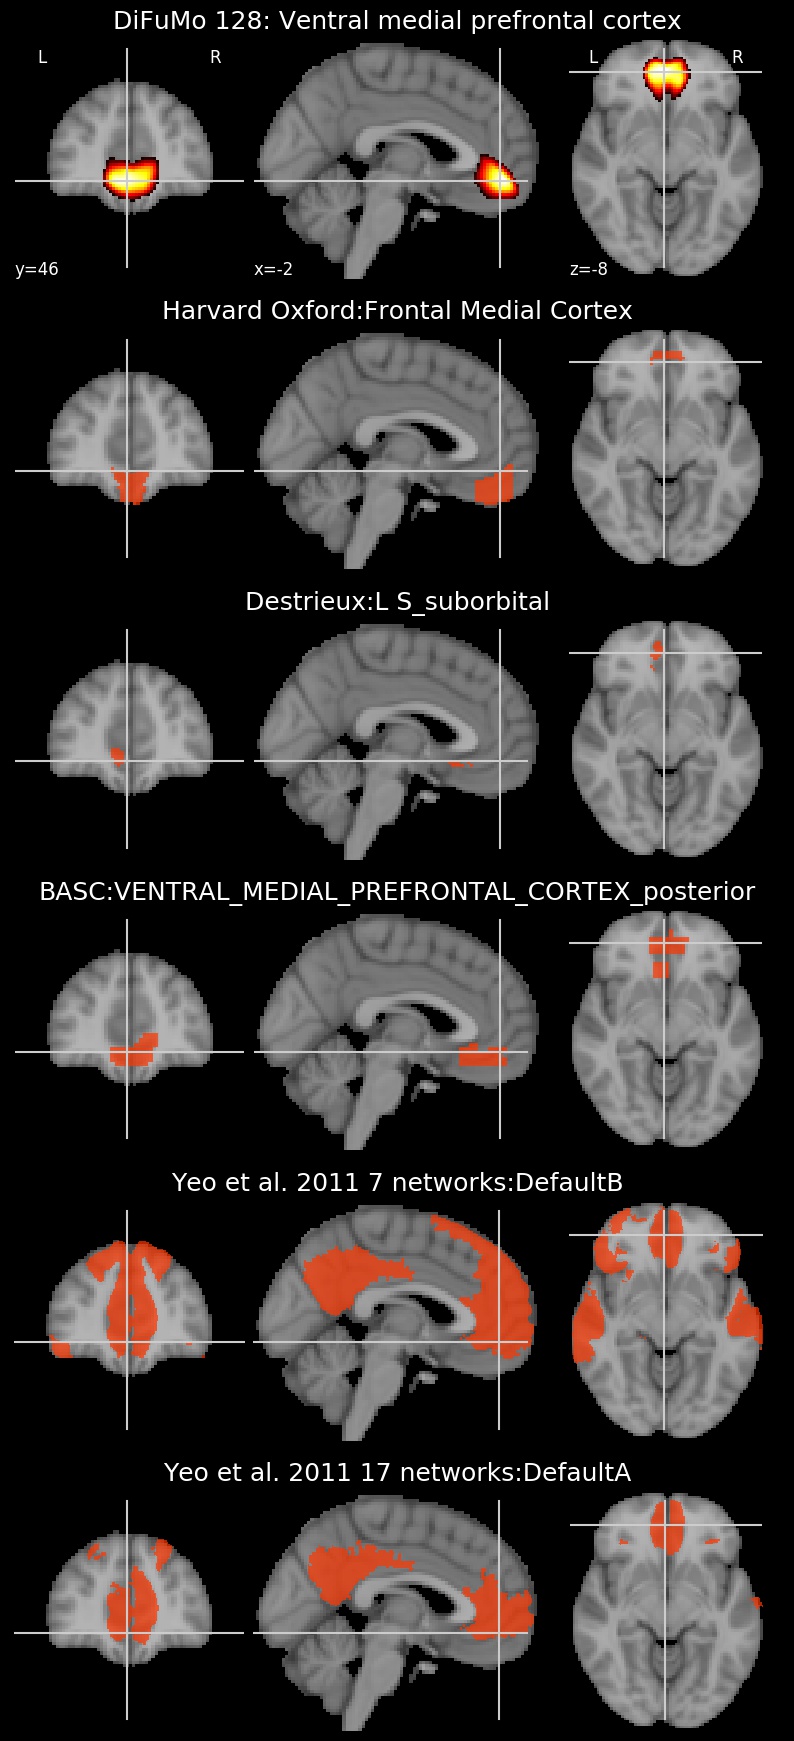 DiFuMo 128: Ventral medial prefrontal cortex
L R L R
y=46 x=-2 z=-8
Harvard Oxford:Frontal Medial Cortex
Destrieux:L S_suborbital
BASC:VENTRAL_MEDIAL_PREFRONTAL_CORTEX_posterior
Yeo et al. 2011 7 networks:DefaultB
Yeo et al. 2011 17 networks:DefaultA